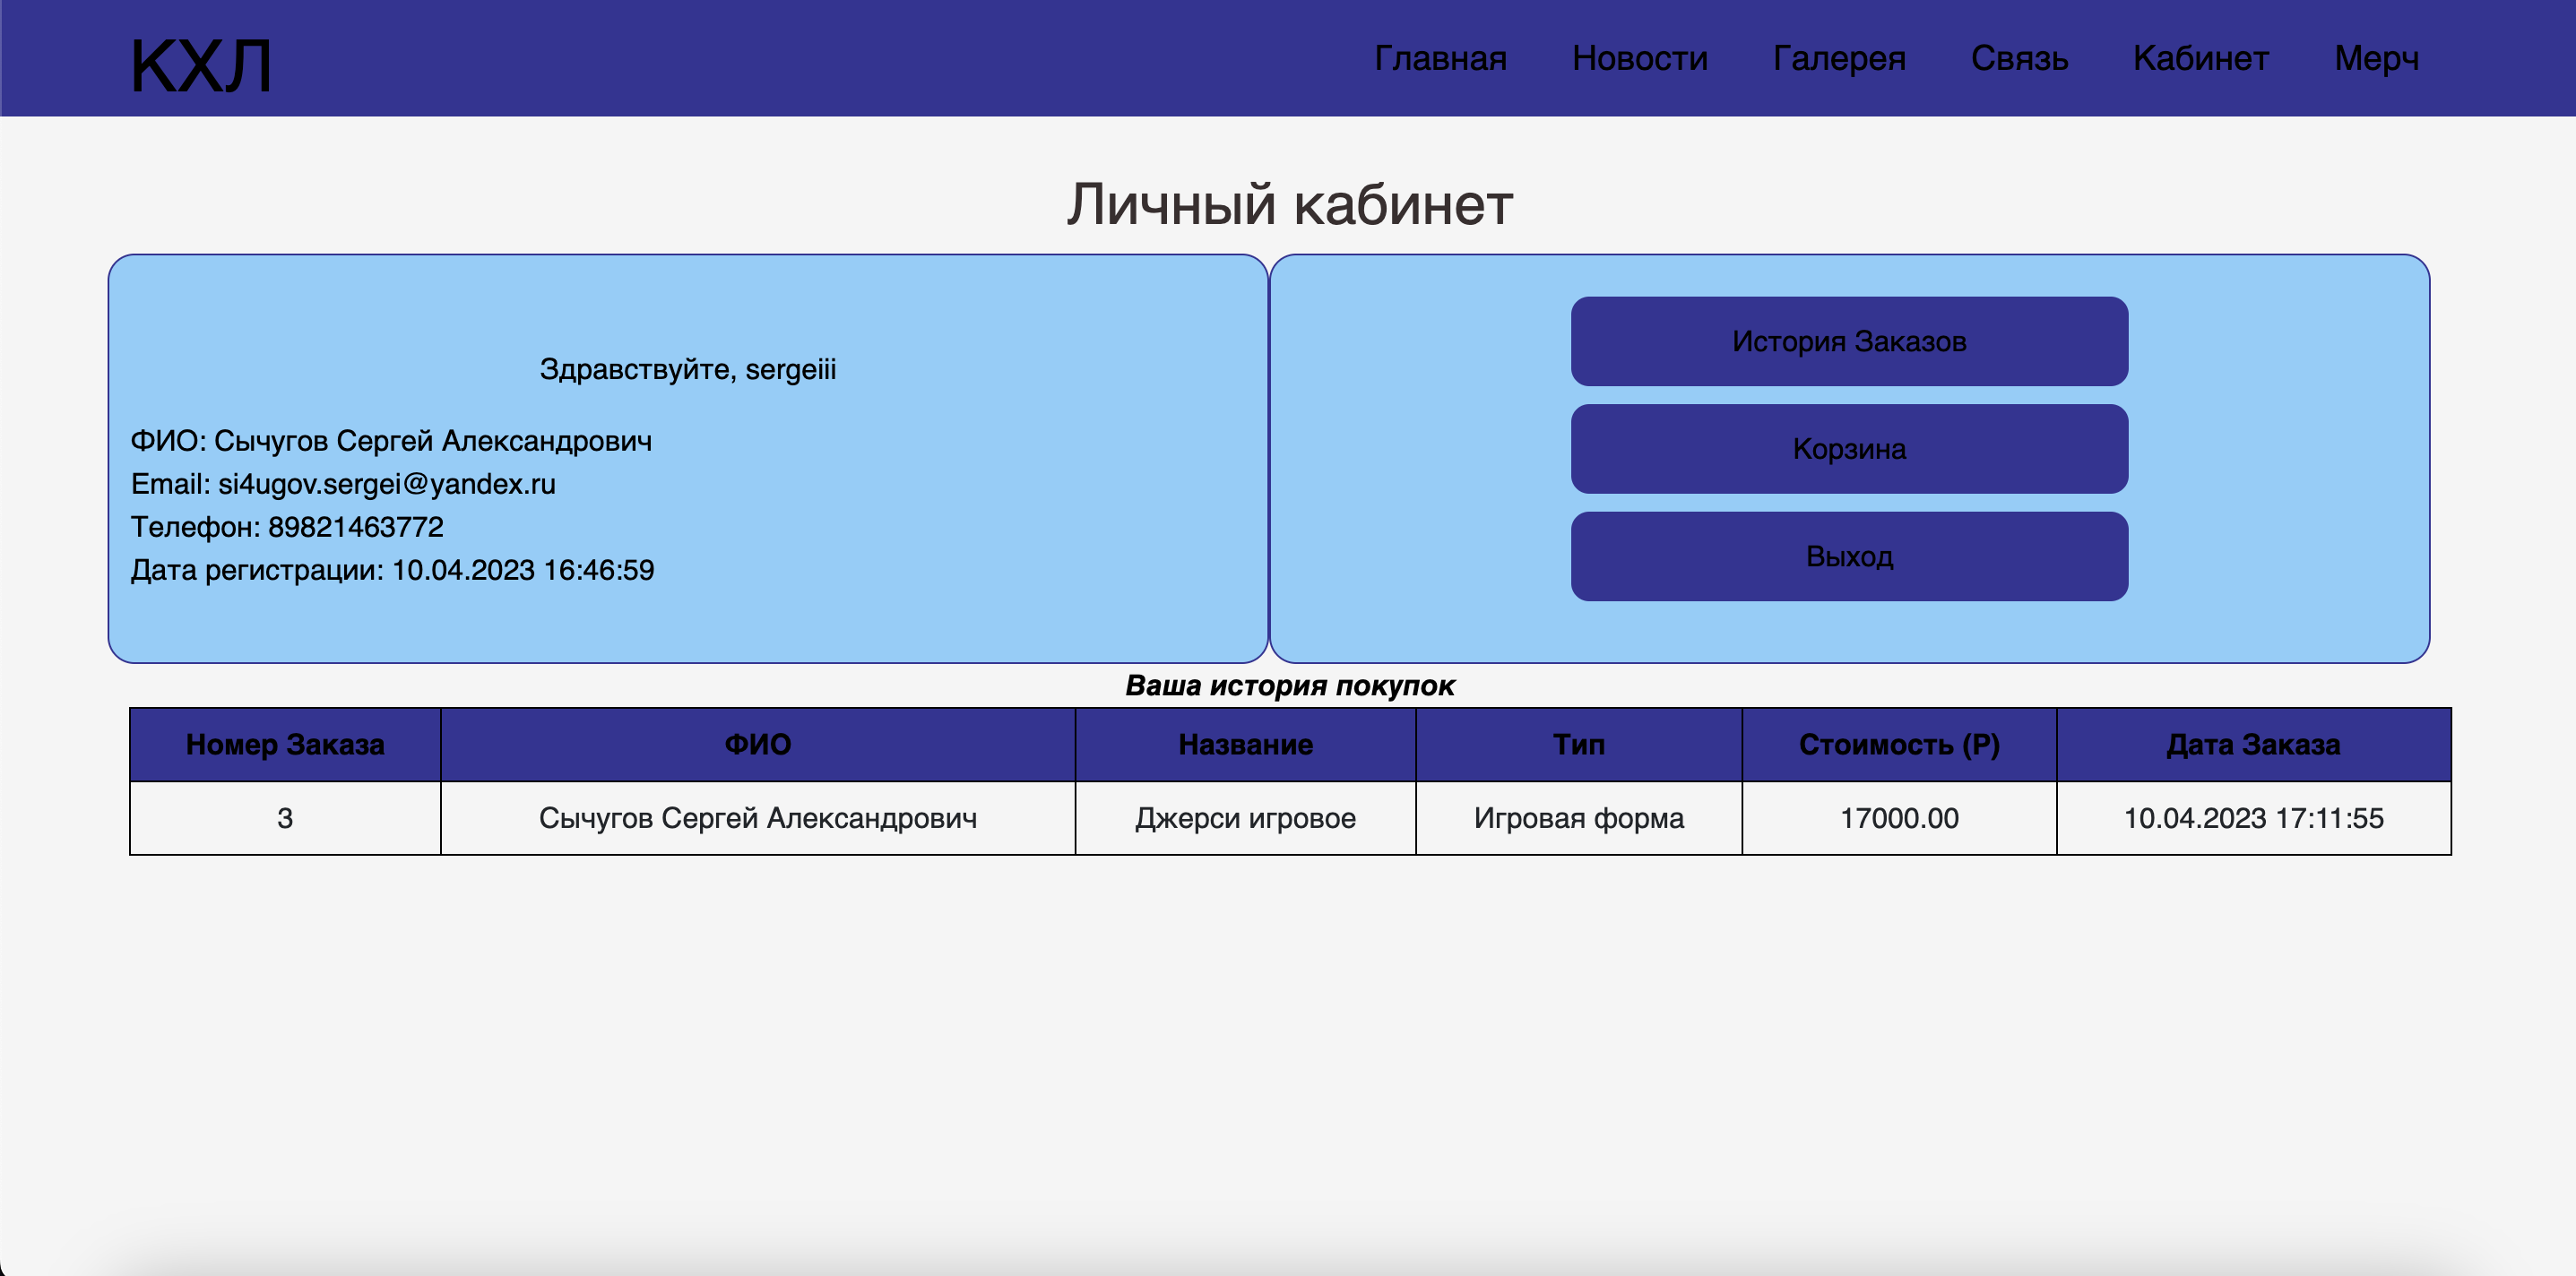 КХЛ
Главная Новости Галерея Связь Кабинет Мерч
Личный кабинет
Здравствуйте, sergeiii
ФИО: Сычугов Сергей Александрович
Email: si4ugov.sergei@yandex.ru
Телефон: 89821463772
Дата регистрации: 10.04.2023 16:46:59
История Заказов
Корзина
Выход
Ваша история покупок
Номер Заказа ФИО Название Тип Стоимость (Р) Дата Заказа
3 Сычугов Сергей Александрович Джерси игровое Игровая форма 17000.00 10.04.2023 17:11:55